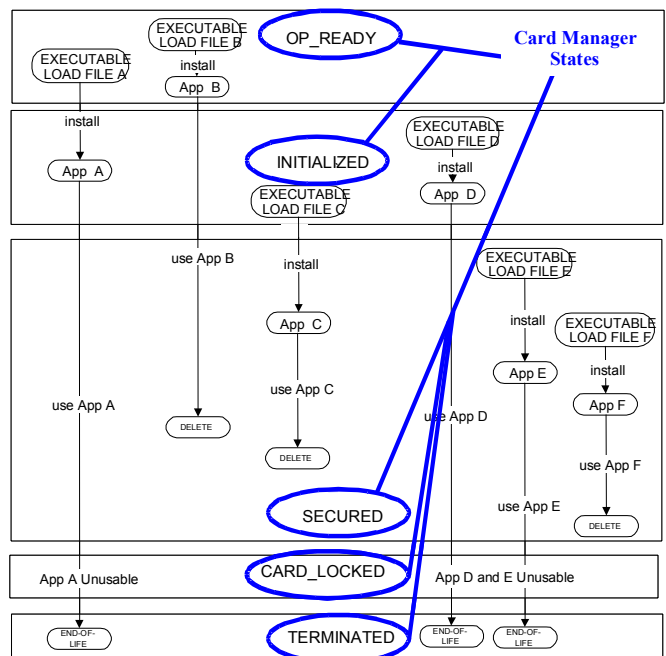 EXECUTABLE
LOAD FILE B
OP_READY
Card Manager
States
EXECUTABLE
LOAD FILE A
install
App B
install
EXECUTABLE
LOAD FILE D
INITIALIZED
install
App A
App D
EXECUTABLE
LOAD FILE C
use App B
install
EXECUTABLE
LOAD FILE E
App C
install
EXECUTABLE
LOAD FILE F
install
App E
use App C
App F
use App A
use App D
DELETE
DELETE
use App F
use App E
SECURED
DELETE
CARD_LOCKED
App A Unusable
App D and E Unusable
TERMINATED
END-OF-
LIFE
END-OF-
LIFE
END-OF-
LIFE